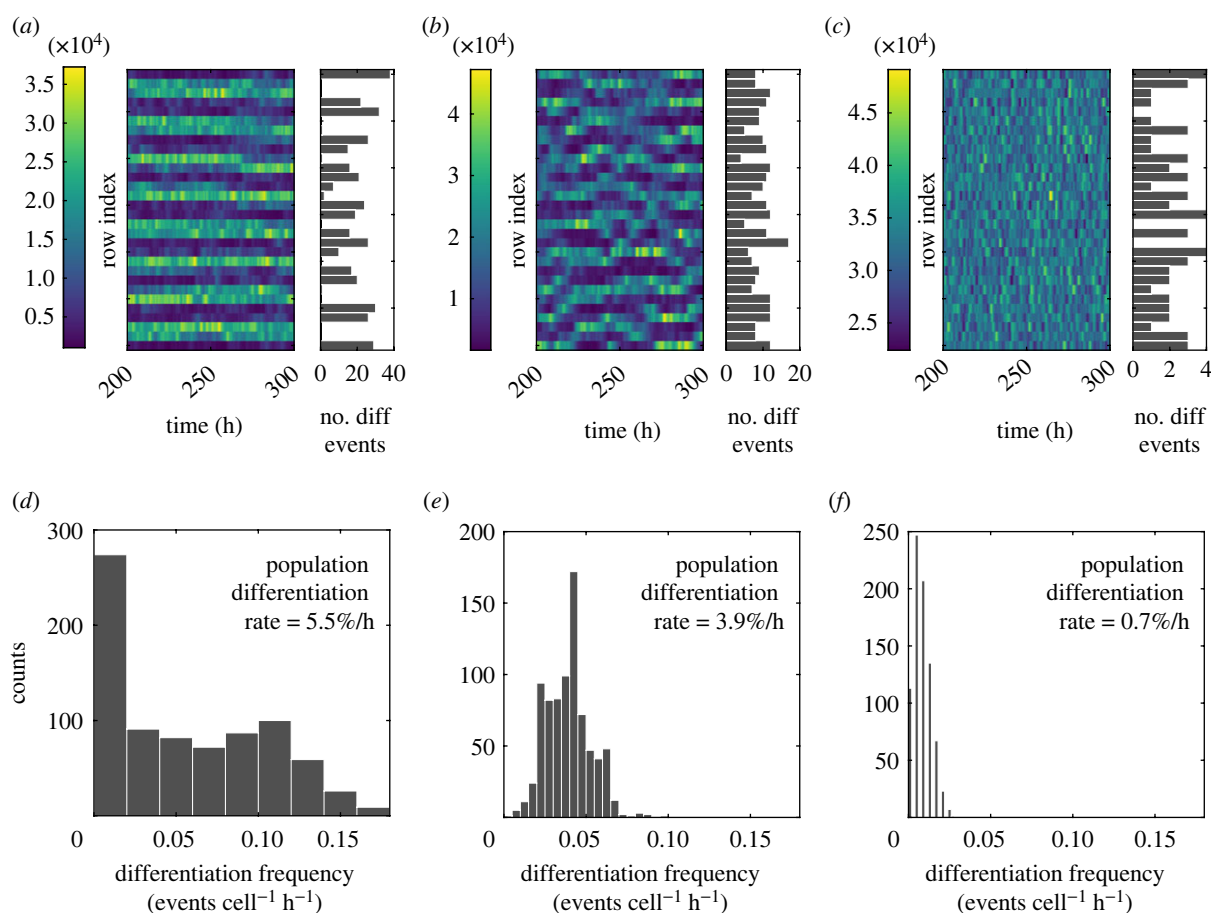 (a)
(×10⁴)
3.5
3.0
2.5
2.0
1.5
1.0
0.5
row index
200
250
300
time (h)
0
20
40
no. diff
events
(b)
(×10⁴)
4
3
2
1
row index
200
250
300
time (h)
0
10
20
no. diff
events
(c)
(×10⁴)
4.5
4.0
3.5
3.0
2.5
row index
200
250
300
time (h)
0
2
4
no. diff
events
(d)
300
200
100
counts
population
differentiation
rate = 5.5%/h
0
0.05
0.10
0.15
differentiation frequency
(events cell⁻¹ h⁻¹)
(e)
200
150
100
50
population
differentiation
rate = 3.9%/h
0
0.05
0.10
0.15
differentiation frequency
(events cell⁻¹ h⁻¹)
(f)
250
200
150
100
50
population
differentiation
rate = 0.7%/h
0
0.05
0.10
0.15
differentiation frequency
(events cell⁻¹ h⁻¹)